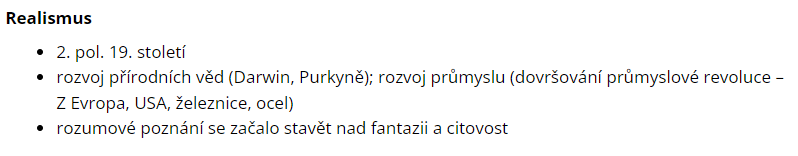 Realismus
• 2. pol. 19. století
• rozvoj přírodních věd (Darwin, Purkyně); rozvoj průmyslu (dovršování průmyslové revoluce –
Z Evropa, USA, železnice, ocel)
• rozumové poznání se začalo stavět nad fantazii a citovost